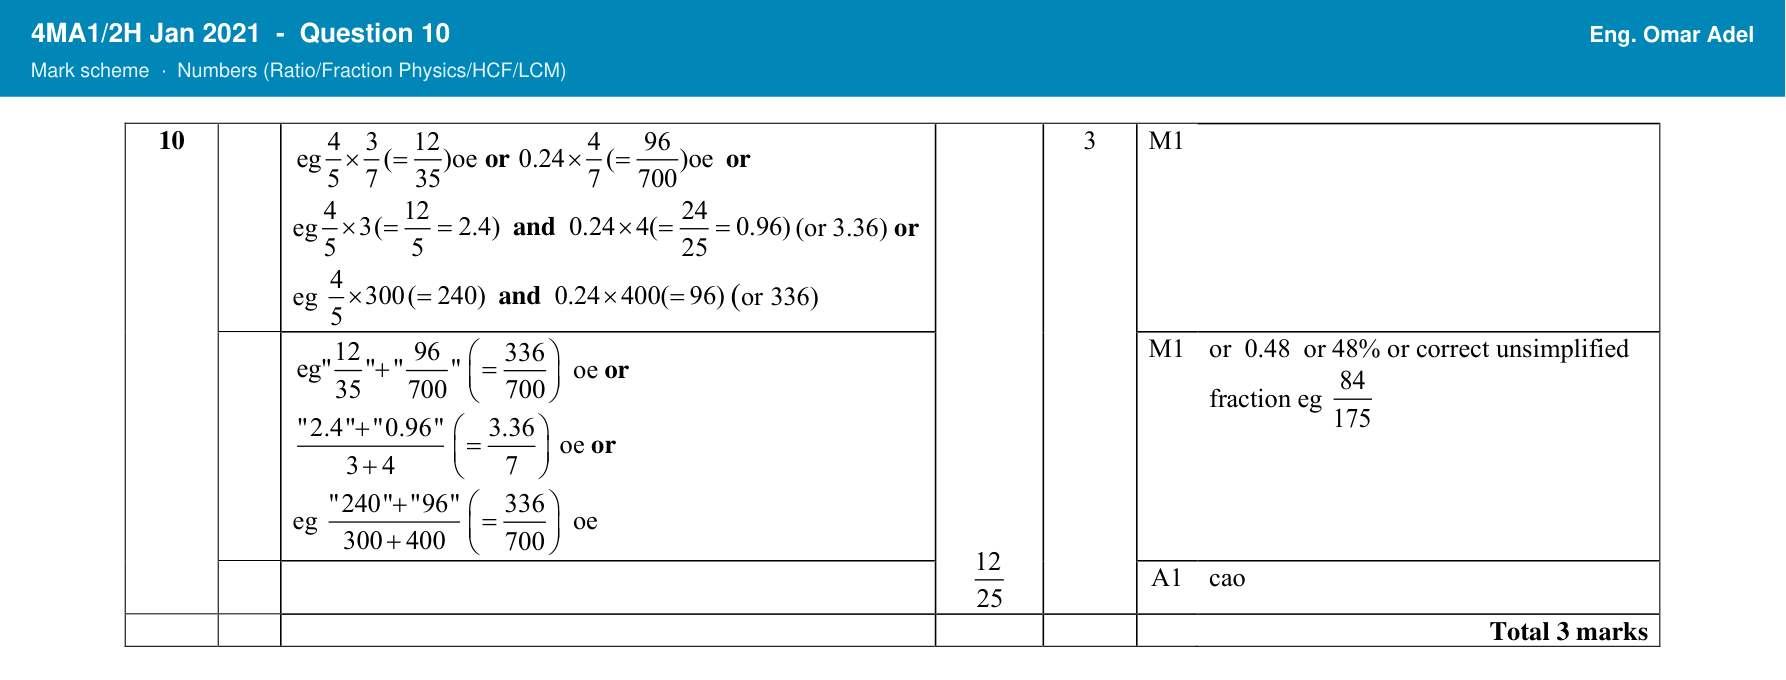 4MA1/2H Jan 2021 - Question 10
Eng. Omar Adel
Mark scheme · Numbers (Ratio/Fraction Physics/HCF/LCM)
10
eg 4/5 × 3/7 (= 12/35) oe or 0.24 × 4/7 (= 96/700) oe or
3
M1
eg 4/5 × 3 (= 12/5 = 2.4) and 0.24 × 4 (= 24/25 = 0.96) (or 3.36) or
eg 4/5 × 300 (= 240) and 0.24 × 400 (= 96) (or 336)
eg "12/35" + "96/700" (= 336/700) oe or
M1 or 0.48 or 48% or correct unsimplified
fraction eg 84/175
"2.4"+"0.96" / 3+4 (= 3.36/7) oe or
eg "240"+"96" / 300+400 (= 336/700) oe
12/25
A1 cao
Total 3 marks